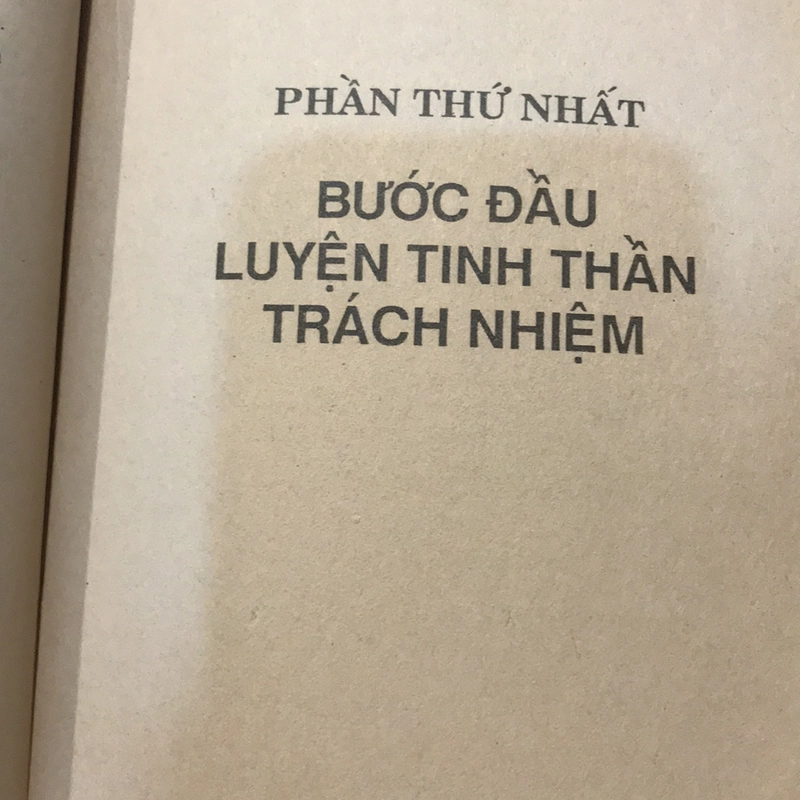 PHẦN THỨ NHẤT
BƯỚC ĐẦU
LUYỆN TINH THẦN
TRÁCH NHIỆM